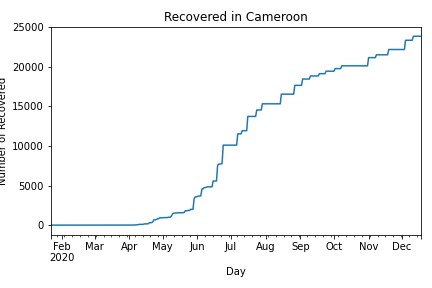 Recovered in Cameroon
Number of Recovered
25000
20000
15000
10000
5000
0
Feb Mar Apr May Jun Jul Aug Sep Oct Nov Dec
2020
Day